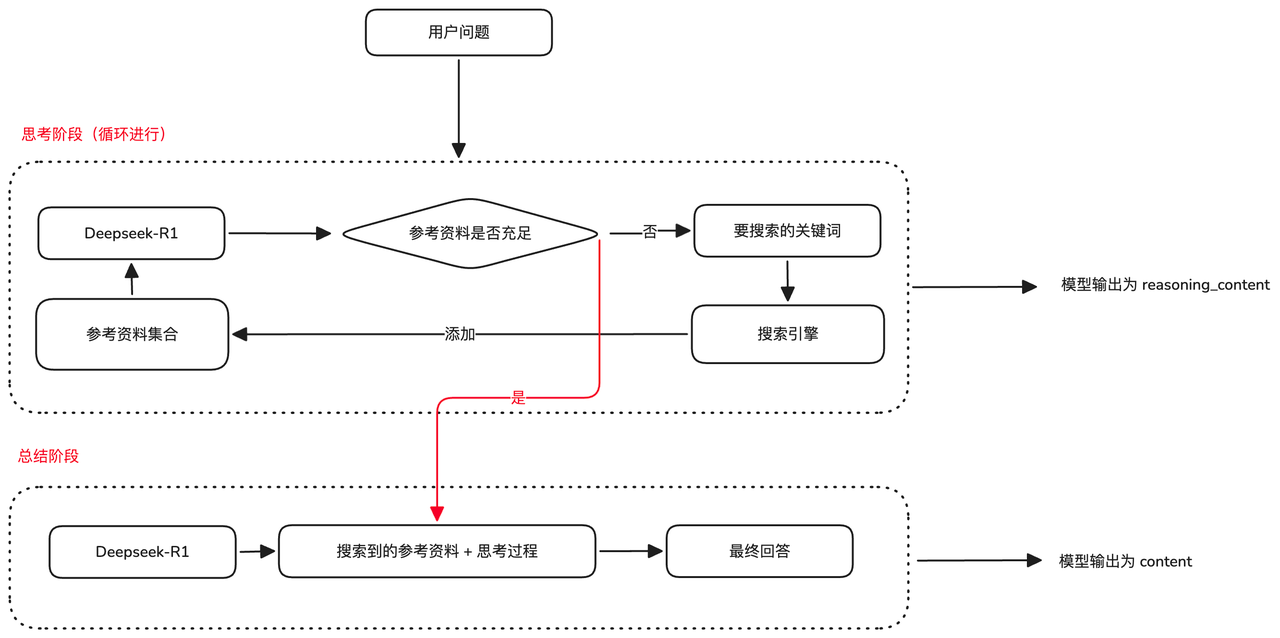 用户问题
思考阶段（循环进行）
Deepseek-R1
参考资料是否充足
否
要搜索的关键词
模型输出为 reasoning_content
参考资料集合
添加
搜索引擎
是
总结阶段
Deepseek-R1
搜索到的参考资料 + 思考过程
最终回答
模型输出为 content